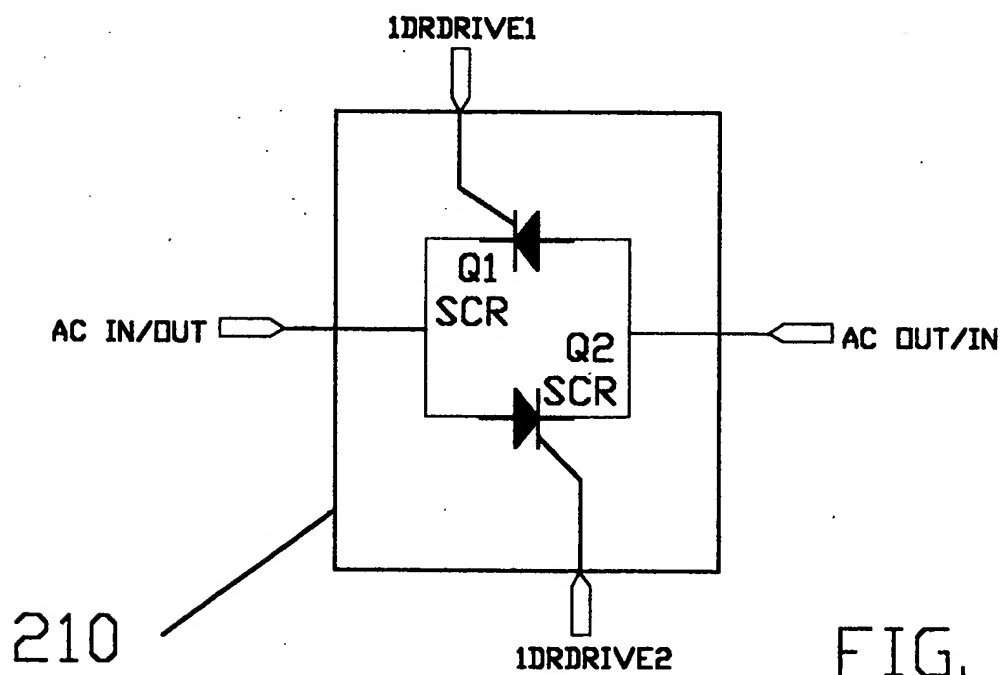 1DRDRIVE1
Q1
SCR
AC IN/OUT
Q2
SCR
AC OUT/IN
210
1DRDRIVE2
FIG.